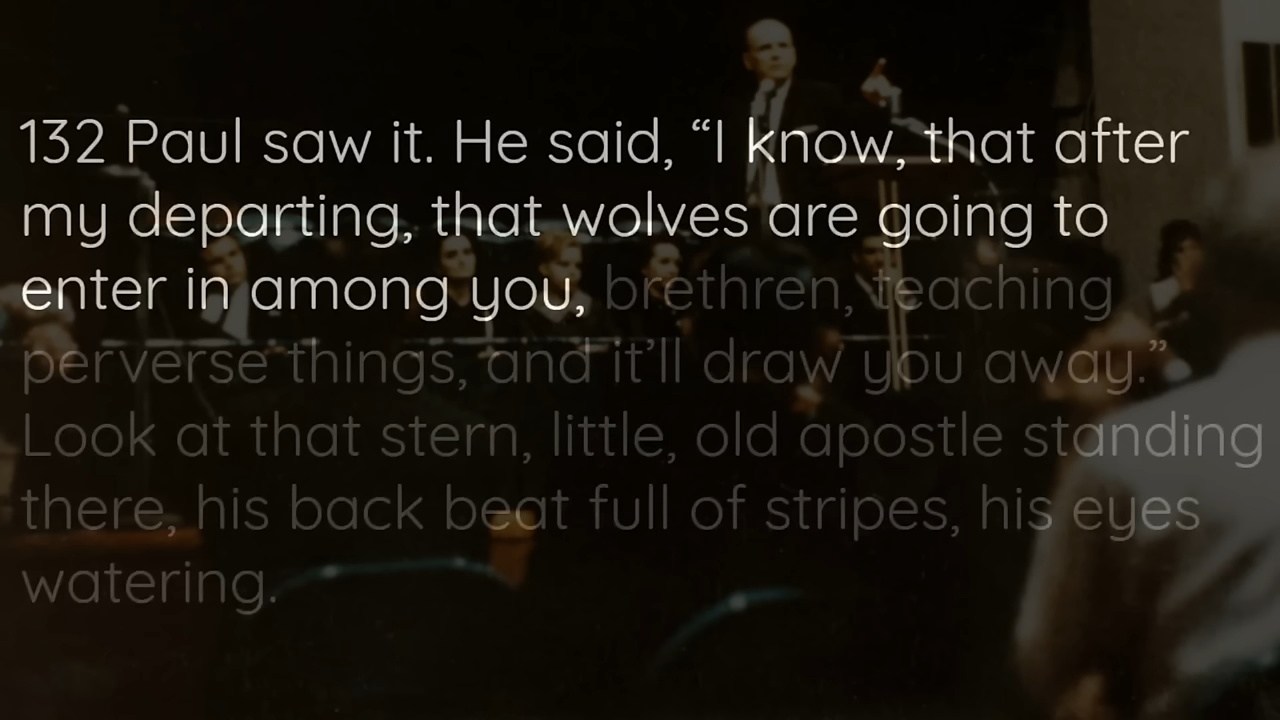 132 Paul saw it. He said, “I know, that after
my departing, that wolves are going to
enter in among you, brethren, teaching
perverse things, and it’ll draw you away.”
Look at that stern, little, old apostle standing
there, his back beat full of stripes, his eyes
watering.